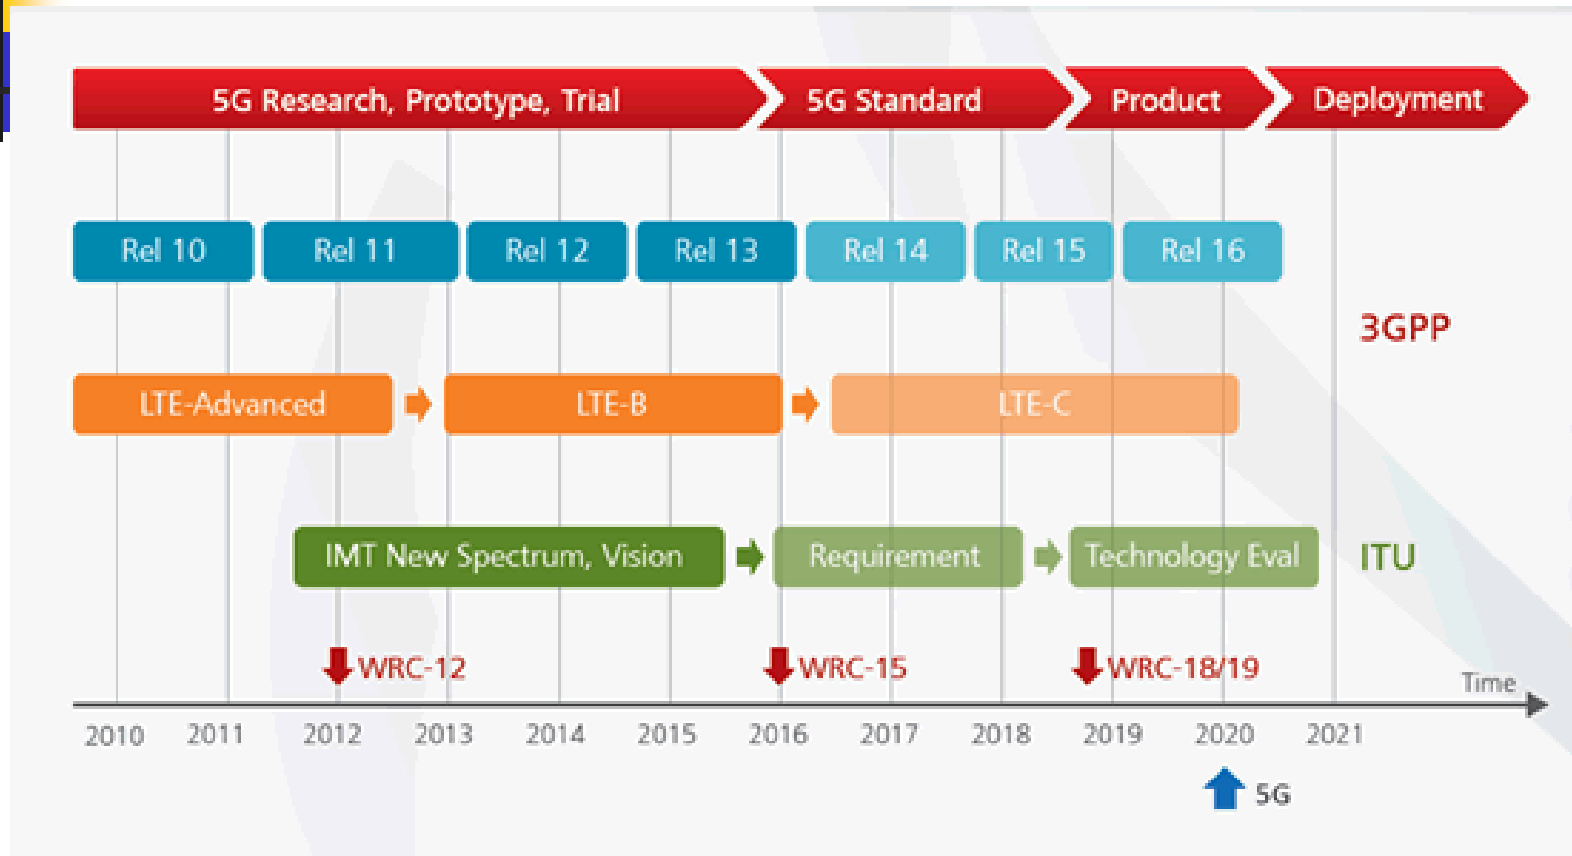 5G Research, Prototype, Trial
5G Standard
Product
Deployment
Rel 10
Rel 11
Rel 12
Rel 13
Rel 14
Rel 15
Rel 16
3GPP
LTE-Advanced
LTE-B
LTE-C
IMT New Spectrum, Vision
Requirement
Technology Eval
ITU
WRC-12
WRC-15
WRC-18/19
Time
2010
2011
2012
2013
2014
2015
2016
2017
2018
2019
2020
2021
5G